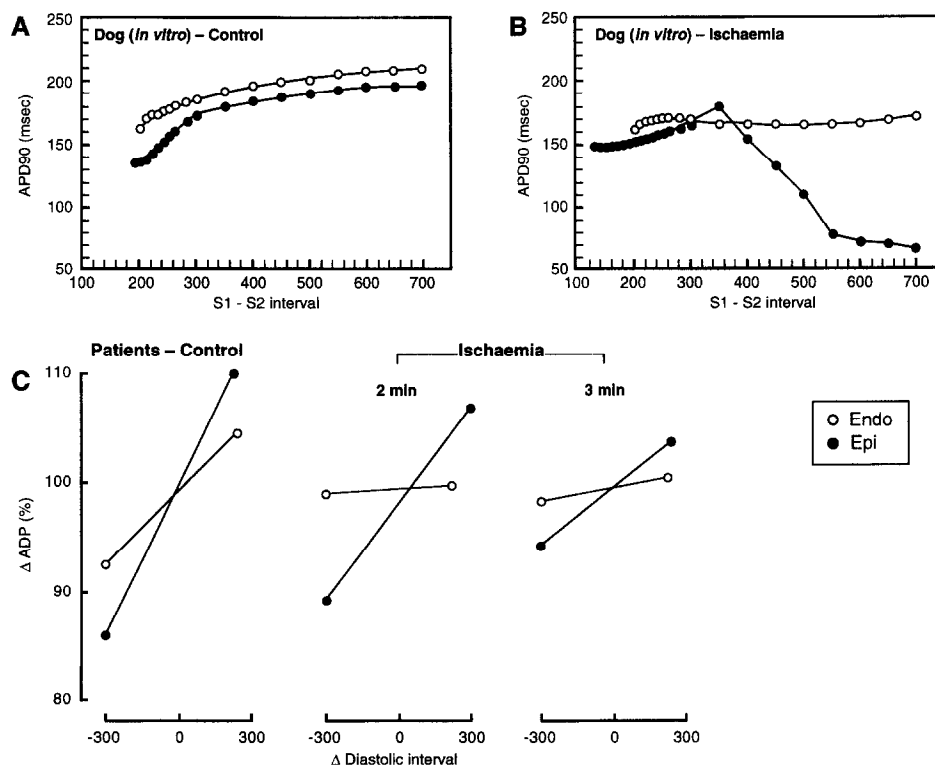 A
Dog (in vitro) – Control
250
200
150
100
50
APD90 (msec)
100 200 300 400 500 600 700
S1 - S2 interval
B
Dog (in vitro) – Ischaemia
250
200
150
100
50
APD90 (msec)
100 200 300 400 500 600 700
S1 - S2 interval
C
Patients – Control
Ischaemia
2 min
3 min
110
100
90
80
Δ ADP (%)
-300 0 300
-300 0 300
-300 0 300
Δ Diastolic interval
Endo
Epi